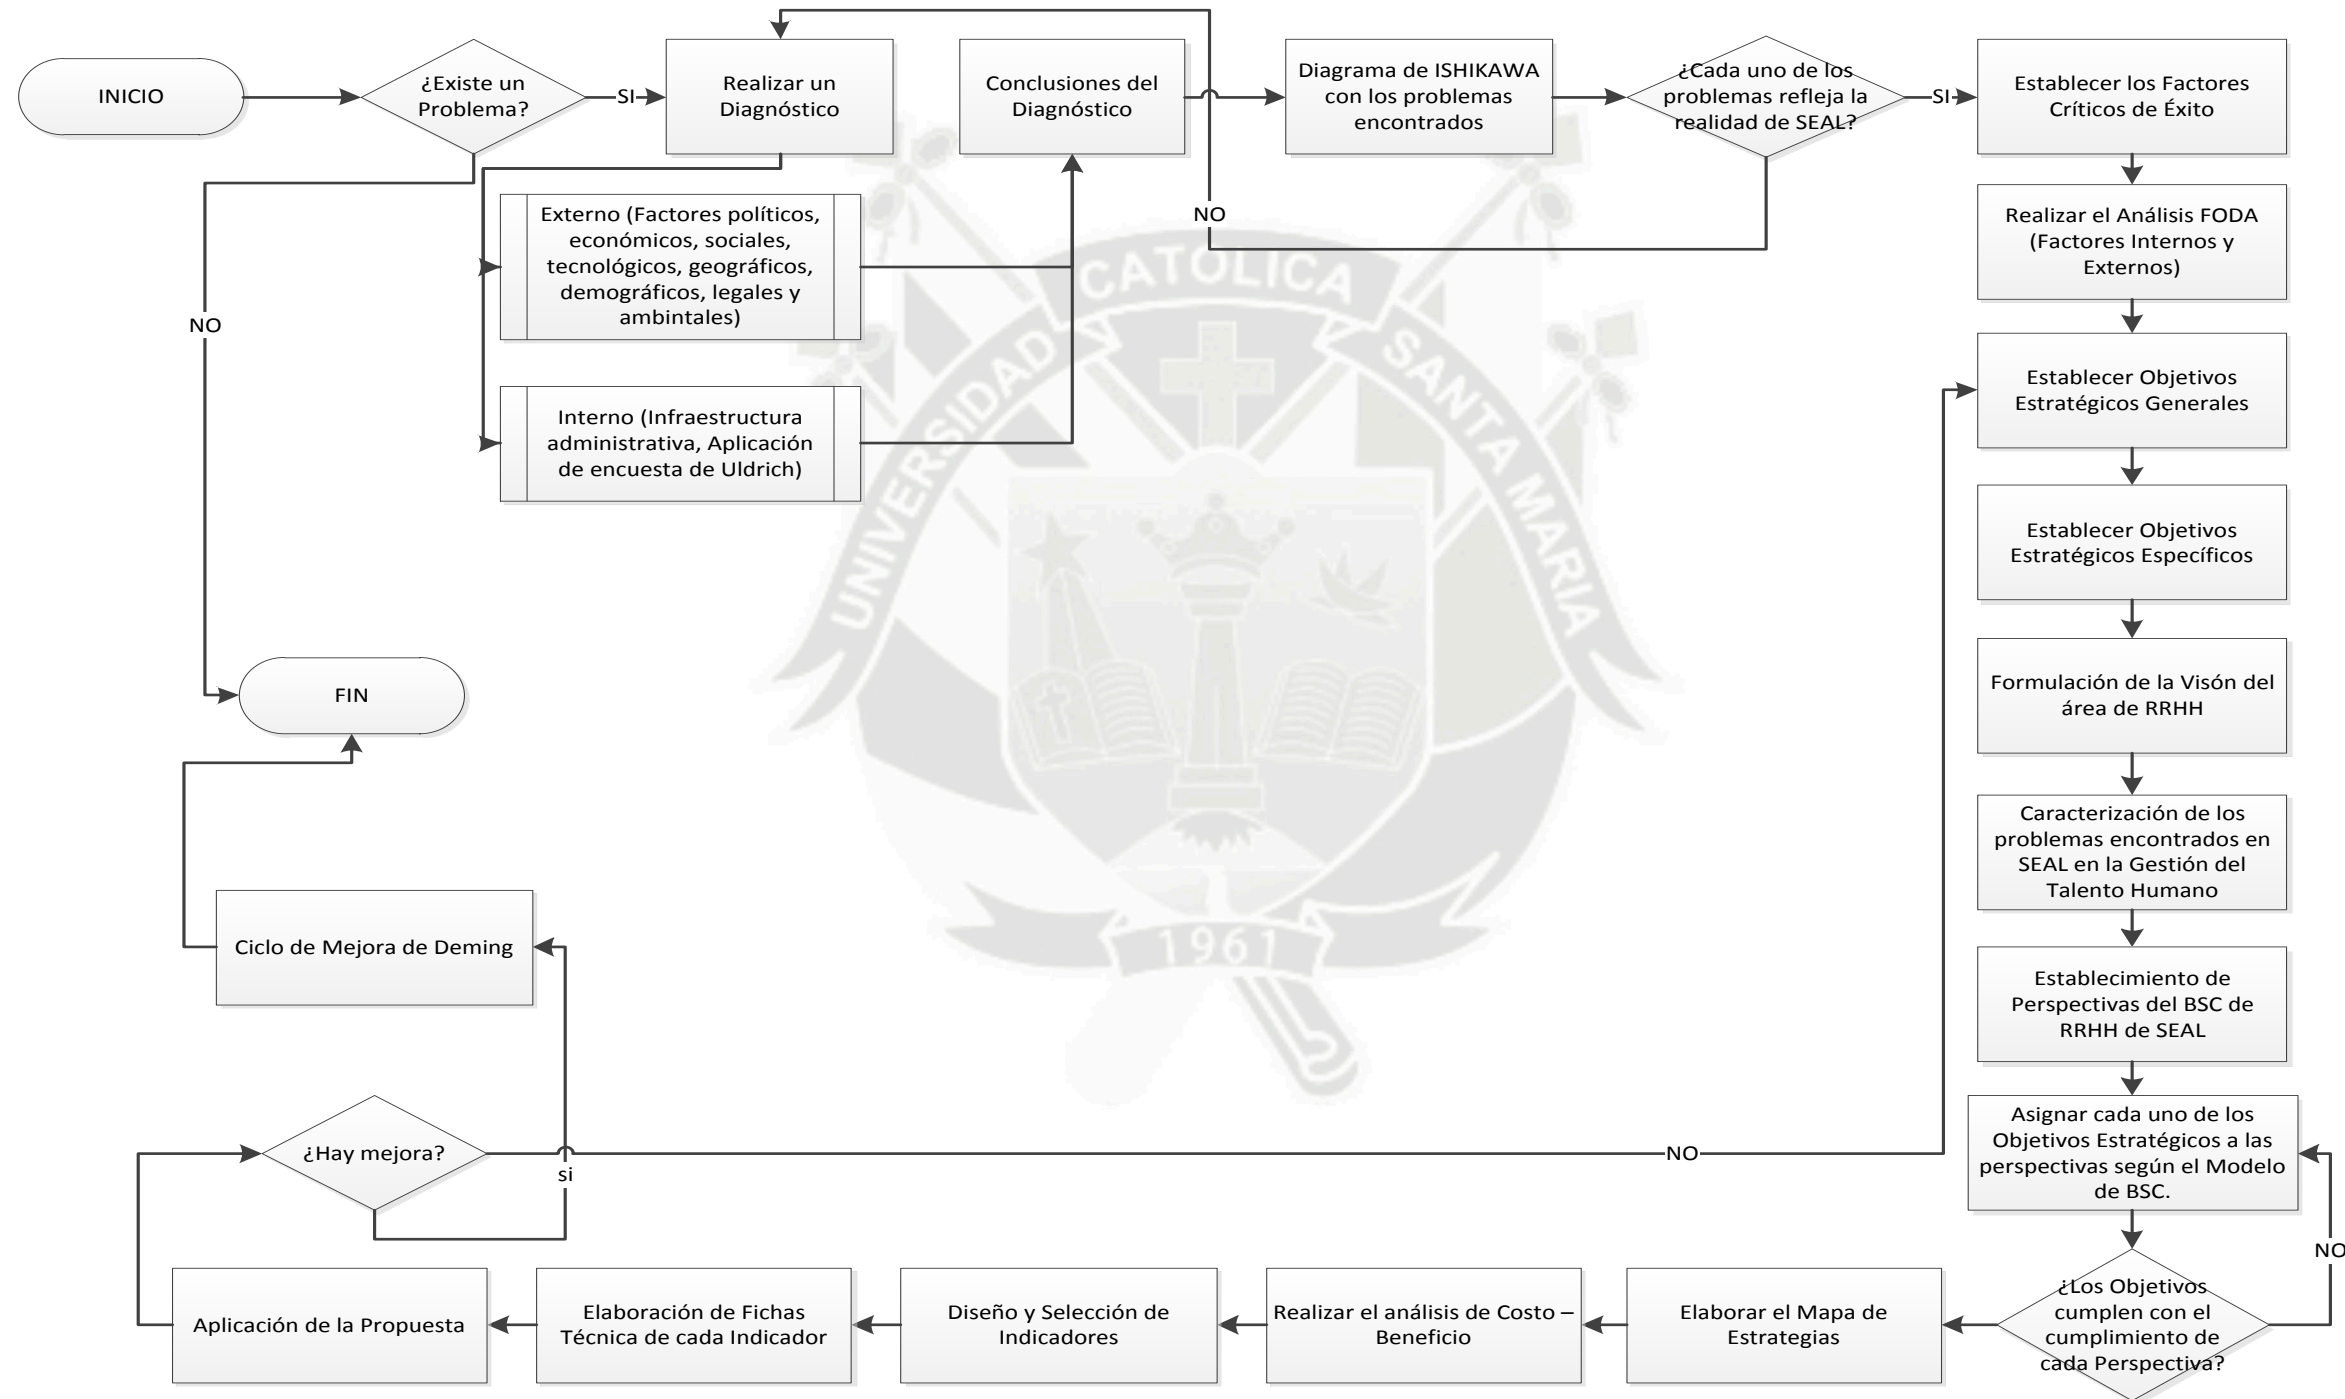 INICIO
¿Existe un
Problema?
SI
Realizar un
Diagnóstico
Conclusiones del
Diagnóstico
Diagrama de ISHIKAWA
con los problemas
encontrados
¿Cada uno de los
problemas refleja la
realidad de SEAL?
SI
Establecer los Factores
Críticos de Éxito
NO
Externo (Factores políticos,
económicos, sociales,
tecnológicos, geográficos,
demográficos, legales y
ambintales)
NO
Realizar el Análisis FODA
(Factores Internos y
Externos)
Interno (Infraestructura
administrativa, Aplicación
de encuesta de Uldrich)
Establecer Objetivos
Estratégicos Generales
Establecer Objetivos
Estratégicos Específicos
UNIVERSIDAD CATOLICA SANTA MARIA
1961
FIN
Formulación de la Visón del
área de RRHH
Caracterización de los
problemas encontrados en
SEAL en la Gestión del
Talento Humano
Ciclo de Mejora de Deming
Establecimiento de
Perspectivas del BSC de
RRHH de SEAL
¿Hay mejora?
si
NO
Asignar cada uno de los
Objetivos Estratégicos a las
perspectivas según el Modelo
de BSC.
NO
¿Los Objetivos
cumplen con el
cumplimiento de
cada Perspectiva?
Elaborar el Mapa de
Estrategias
Realizar el análisis de Costo –
Beneficio
Diseño y Selección de
Indicadores
Elaboración de Fichas
Técnica de cada Indicador
Aplicación de la Propuesta